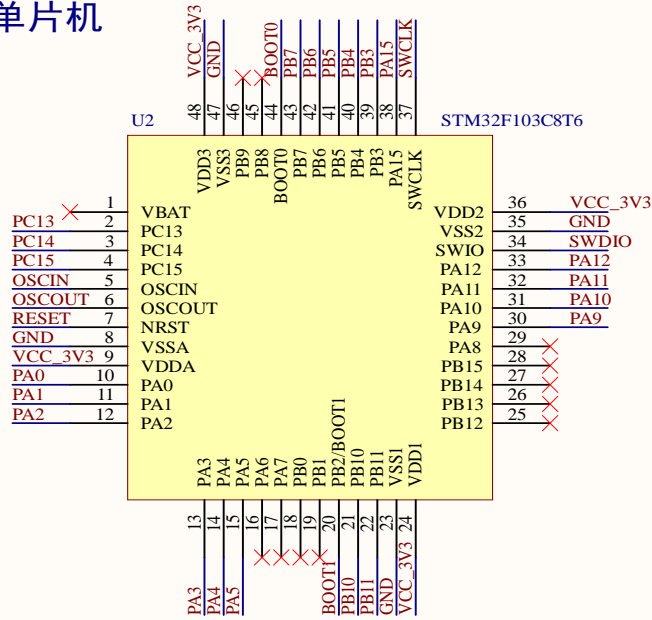 单片机
VCC_3V3 GND BOOT0 PB7 PB6 PB5 PB4 PB3 PA15 SWCLK
48 47 46 45 44 43 42 41 40 39 38 37
U2 STM32F103C8T6
VDD3 VSS3 PB9 PB8 BOOT0 PB7 PB6 PB5 PB4 PB3 PA15 SWCLK
1 VBAT VDD2 36 VCC_3V3
PC13 2 PC13 VSS2 35 GND
PC14 3 PC14 SWIO 34 SWDIO
PC15 4 PC15 PA12 33 PA12
OSCIN 5 OSCIN PA11 32 PA11
OSCOUT 6 OSCOUT PA10 31 PA10
RESET 7 NRST PA9 30 PA9
GND 8 VSSA PA8 29
VCC_3V3 9 VDDA PB15 28
PA0 10 PA0 PB14 27
PA1 11 PA1 PB13 26
PA2 12 PA2 PB12 25
PA3 PA4 PA5 PA6 PA7 PB0 PB1 PB2/BOOT1 PB10 PB11 VSS1 VDD1
13 14 15 16 17 18 19 20 21 22 23 24
PA3 PA4 PA5 BOOT1 PB10 PB11 GND VCC_3V3